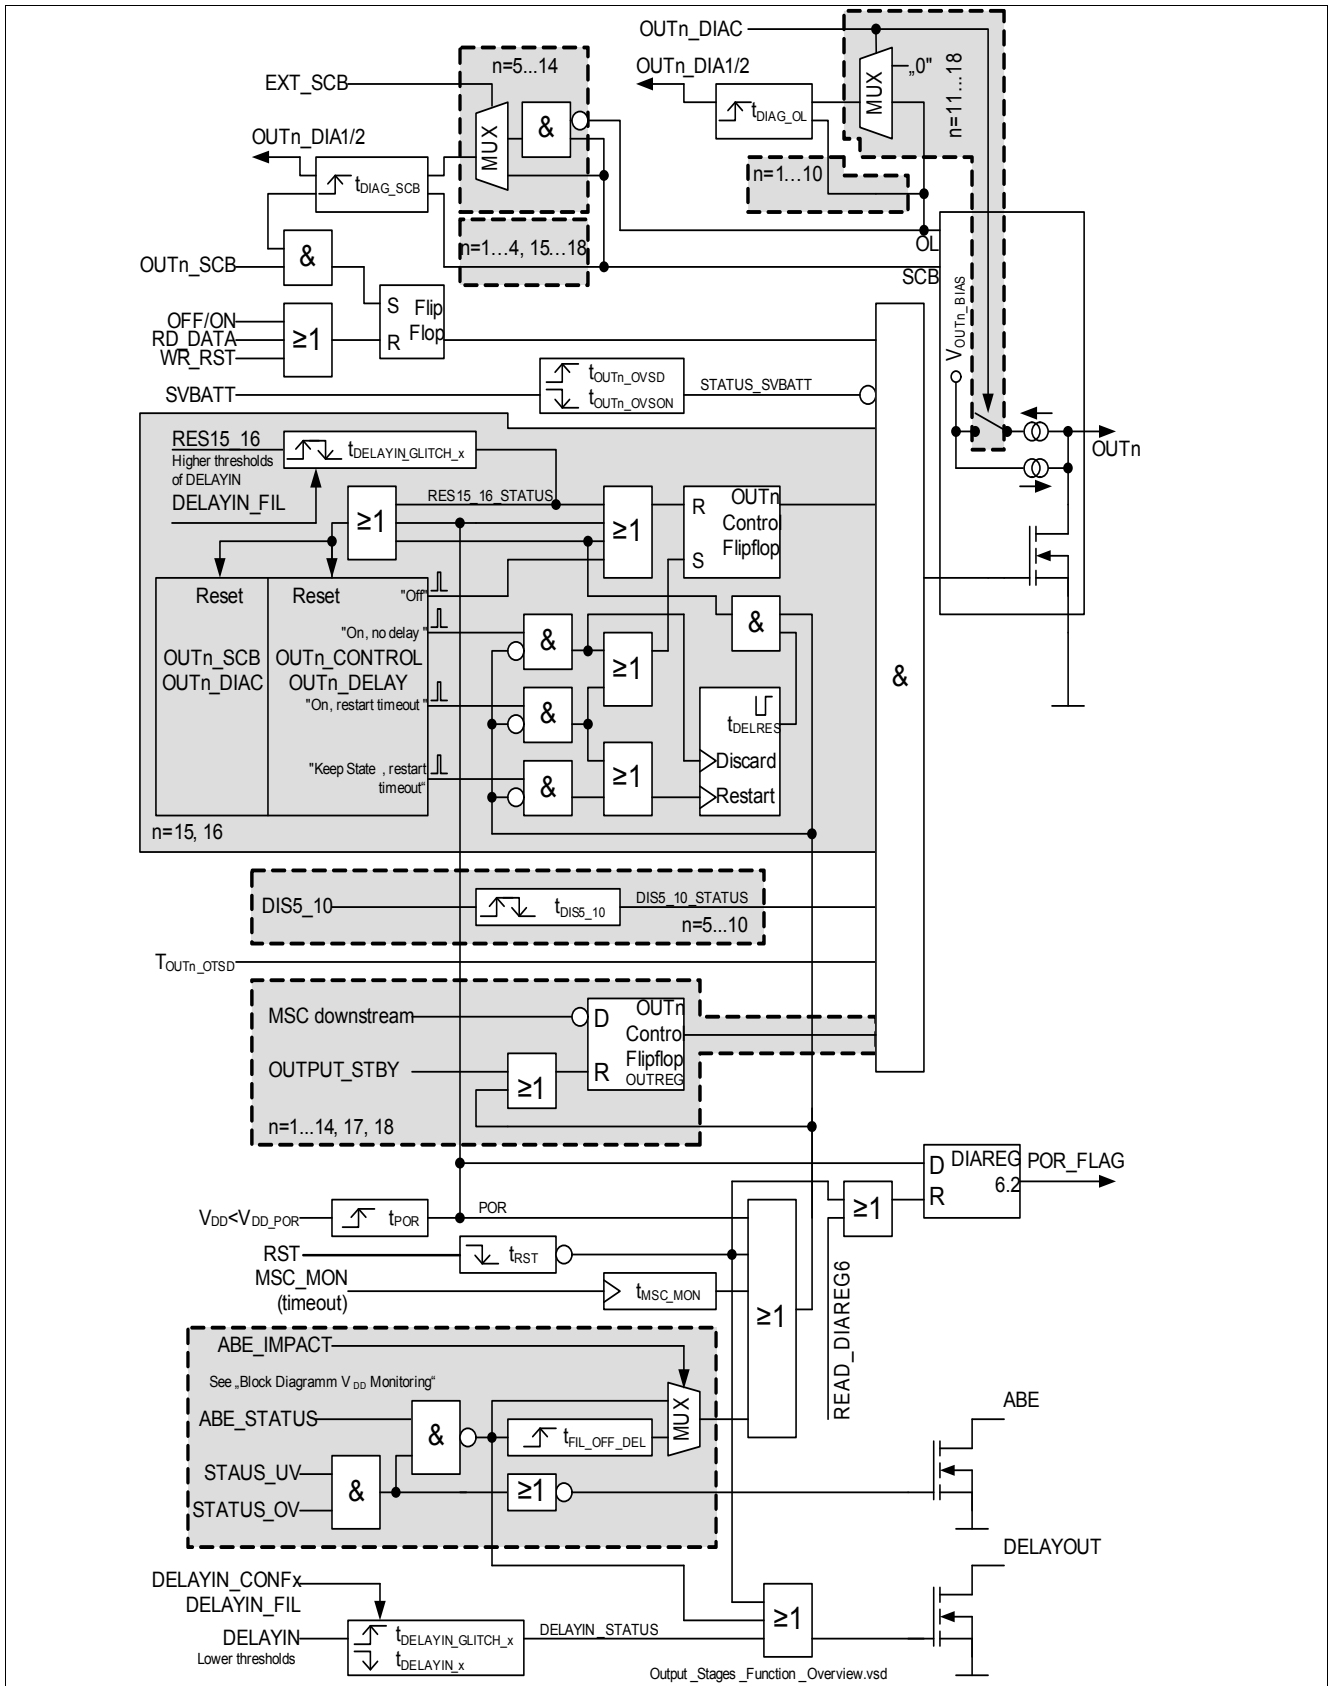 OUTn_DIAC
n=5...14
EXT_SCB
OUTn_DIA1/2
MUX
„0"
n=11...18
tDIAG_OL
MUX
&
OUTn_DIA1/2
tDIAG_SCB
n=1...10
&
n=1...4, 15...18
OL
SCB
OUTn_SCB
S Flip
R Flop
OFF/ON
RD_DATA
WR_RST
≥1
VOUTn_BIAS
SVBATT
tOUTn_OVSD
tOUTn_OVSON
STATUS_SVBATT
RES15_16
Higher thresholds
of DELAYIN
DELAYIN_FIL
tDELAYIN_GLITCH_x
OUTn
RES15_16_STATUS
≥1
≥1
R
S
OUTn
Control
Flipflop
Reset
Reset
"Off"
"On, no delay "
&
≥1
&
OUTn_SCB
OUTn_DIAC
OUTn_CONTROL
OUTn_DELAY
"On, restart timeout "
&
tDELRES
Discard
Restart
"Keep State , restart
timeout“
&
≥1
&
n=15, 16
DIS5_10
tDIS5_10
DIS5_10_STATUS
n=5...10
TOUTn_OTSD
MSC downstream
D
R
OUTn
Control
Flipflop
OUTREG
OUTPUT_STBY
≥1
n=1...14, 17, 18
D
R
DIAREG
6.2
POR_FLAG
VDD<VDD_POR
tPOR
POR
≥1
RST
tRST
MSC_MON
(timeout)
tMSC_MON
≥1
READ_DIAREG6
ABE_IMPACT
See „Block Diagramm VDD Monitoring“
ABE_STATUS
&
tFIL_OFF_DEL
MUX
ABE
STAUS_UV
STATUS_OV
&
≥1
DELAYOUT
DELAYIN_CONFx
DELAYIN_FIL
DELAYIN
Lower thresholds
tDELAYIN_GLITCH_x
tDELAYIN_x
DELAYIN_STATUS
≥1
Output_Stages_Function_Overview.vsd